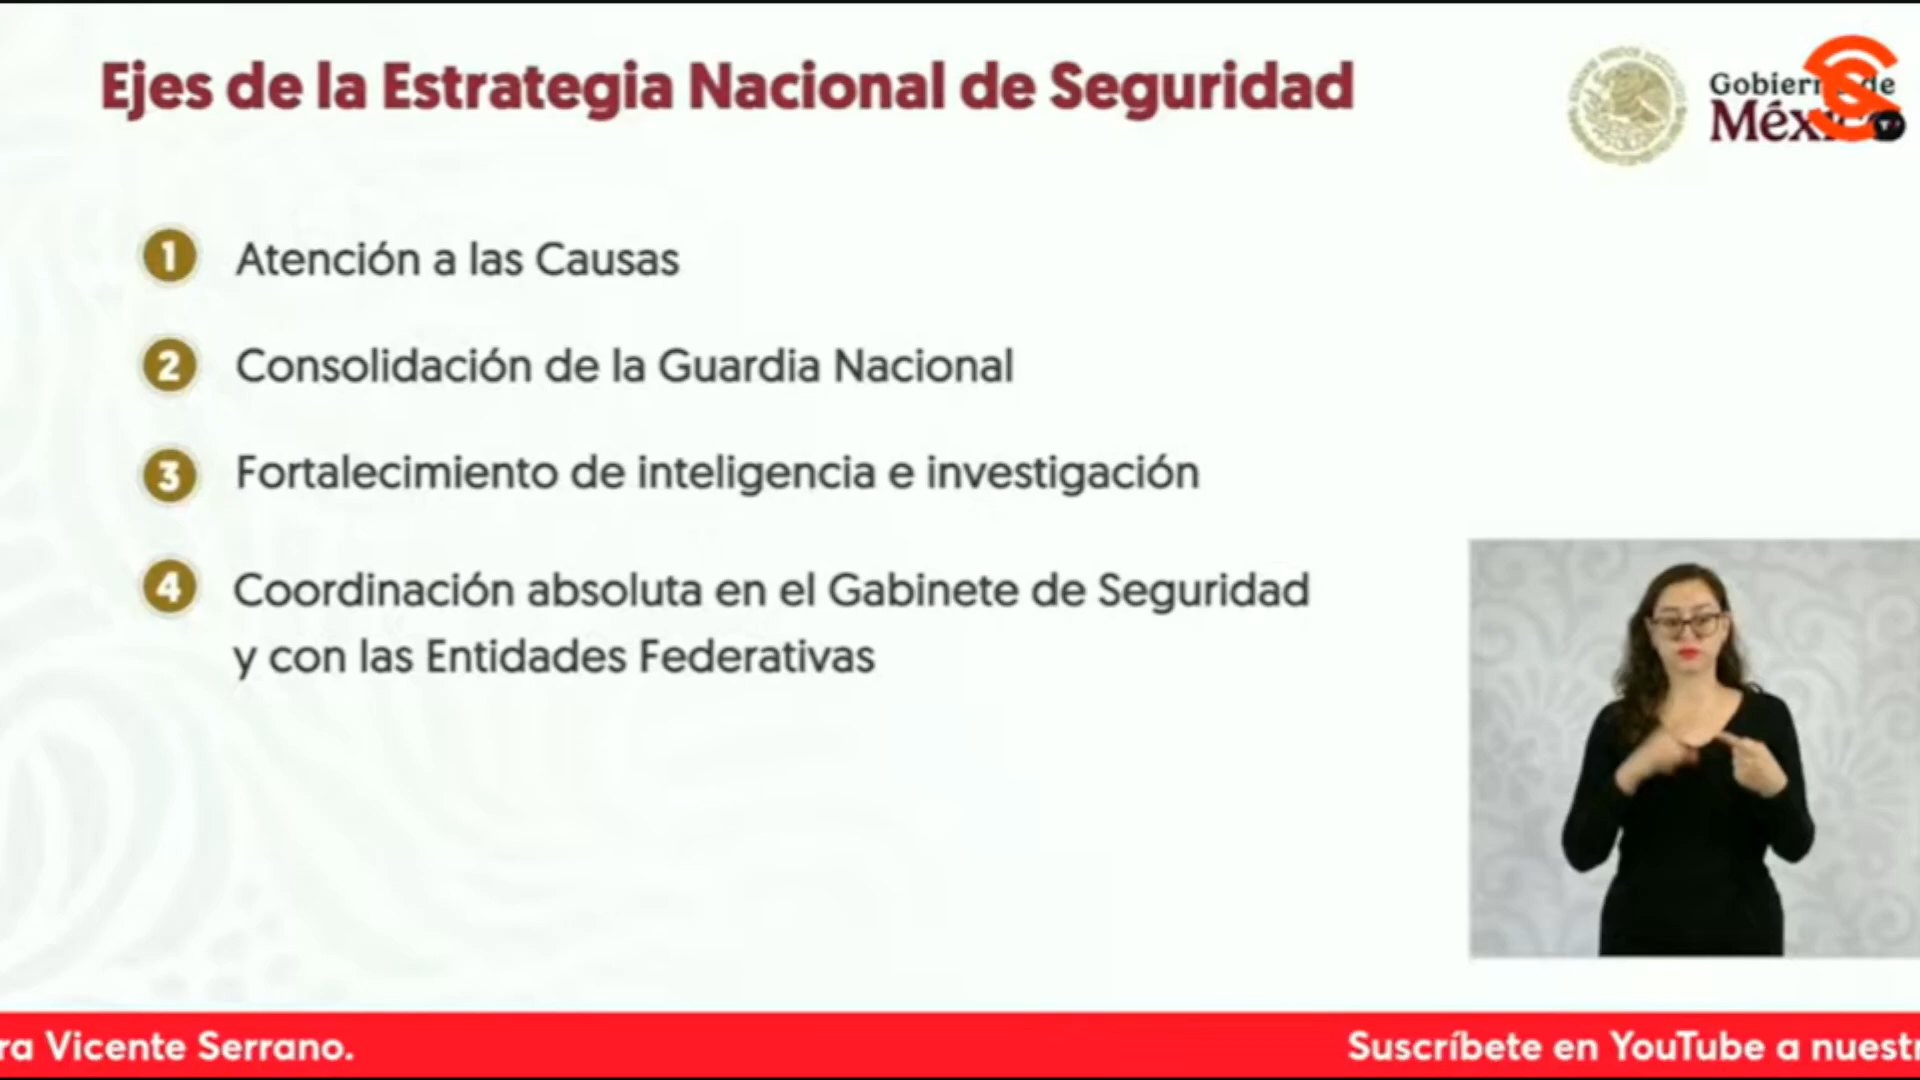 Ejes de la Estrategia Nacional de Seguridad
Gobierno de
México
1 Atención a las Causas
2 Consolidación de la Guardia Nacional
3 Fortalecimiento de inteligencia e investigación
4 Coordinación absoluta en el Gabinete de Seguridad
y con las Entidades Federativas
Vicente Serrano.
Suscríbete en YouTube a